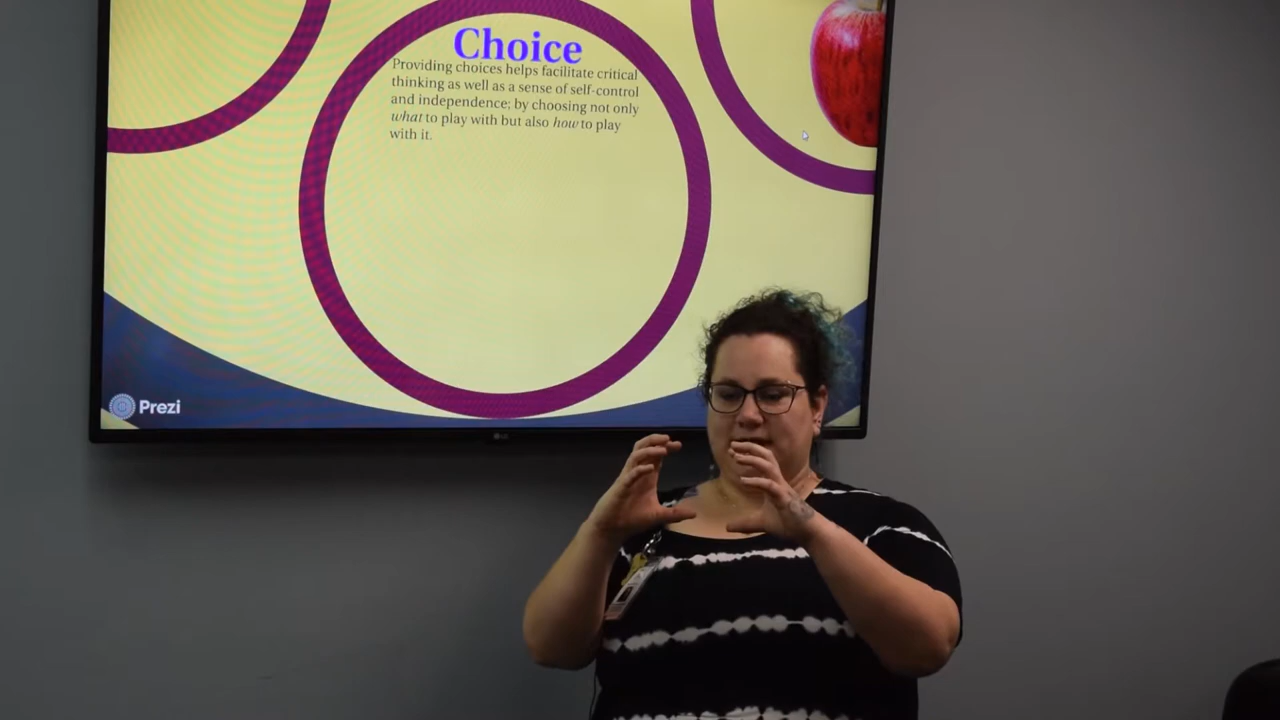 Choice
Providing choices helps facilitate critical
thinking as well as a sense of self-control
and independence; by choosing not only
what to play with but also how to play
with it.
Prezi
LG